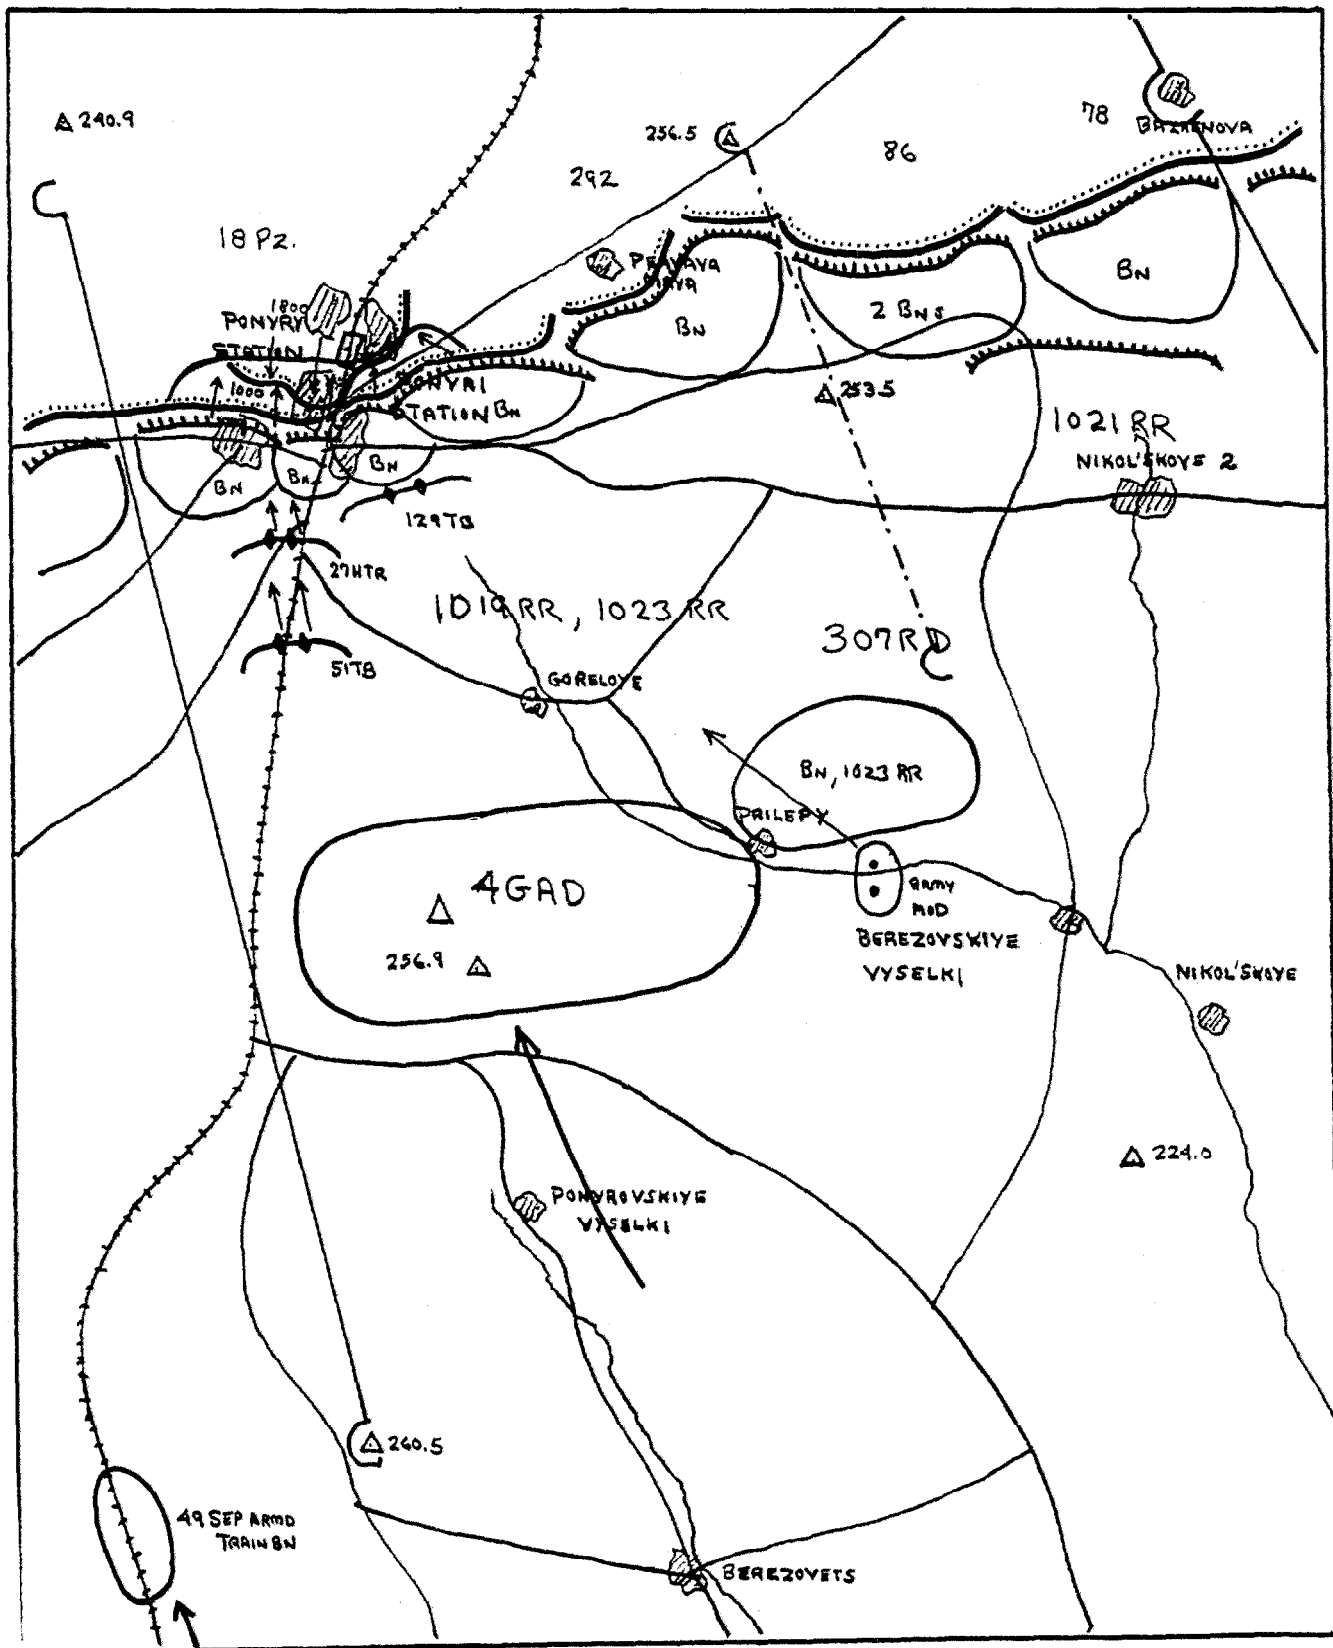 240.9
256.5
86
78
BAZHENOVA
292
18 PZ.
PERVAYA
MAYA
BN
1800
PONYRY
STATION
BN
2 BNS
1000
PONYRI
STATION BN
253.5
1021 RR
NIKOL'SKOYE 2
BN
BN
BN
129TB
27HTR
1019 RR, 1023 RR
307RD
51TB
GORELOYE
BN, 1023 RR
PRILEPY
4GAD
ARMY
MOD
BEREZOVSKIYE
VYSELKI
256.9
NIKOL'SKOYE
224.0
PONYROVSKIYE
VYSELKI
260.5
49 SEP ARMD
TRAIN BN
BEREZOVETS